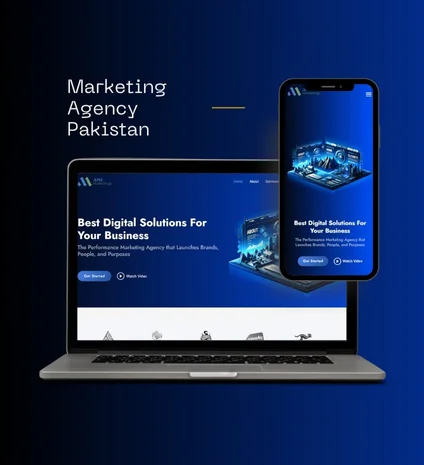 Marketing
Agency
Pakistan
Home About Services
Best Digital Solutions For
Your Business
The Performance Marketing Agency that Launches Brands,
People, and Purposes
Get Started Watch Video
Best Digital Solutions For
Your Business
The Performance Marketing Agency that
Launches Brands, People, and Purposes
Get Started Watch Video